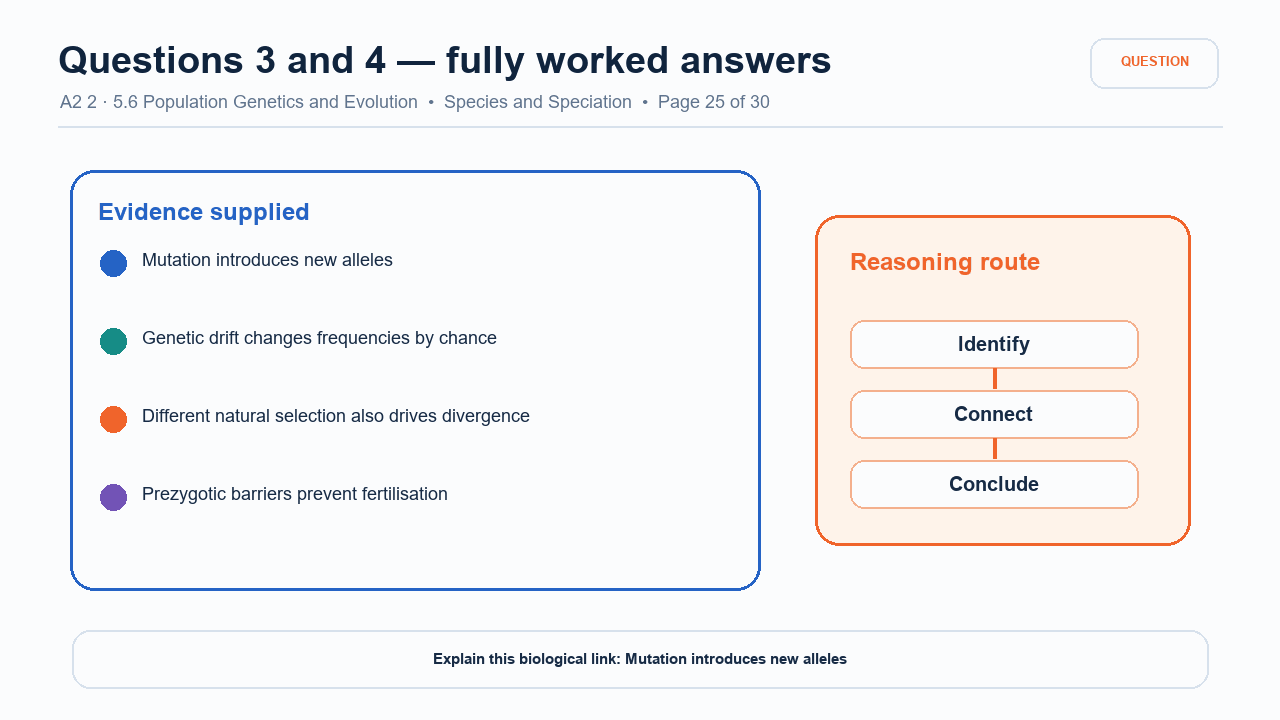 Questions 3 and 4 — fully worked answers
QUESTION
A2 2 · 5.6 Population Genetics and Evolution • Species and Speciation • Page 25 of 30
Evidence supplied
Mutation introduces new alleles
Genetic drift changes frequencies by chance
Different natural selection also drives divergence
Prezygotic barriers prevent fertilisation
Reasoning route
Identify
Connect
Conclude
Explain this biological link: Mutation introduces new alleles